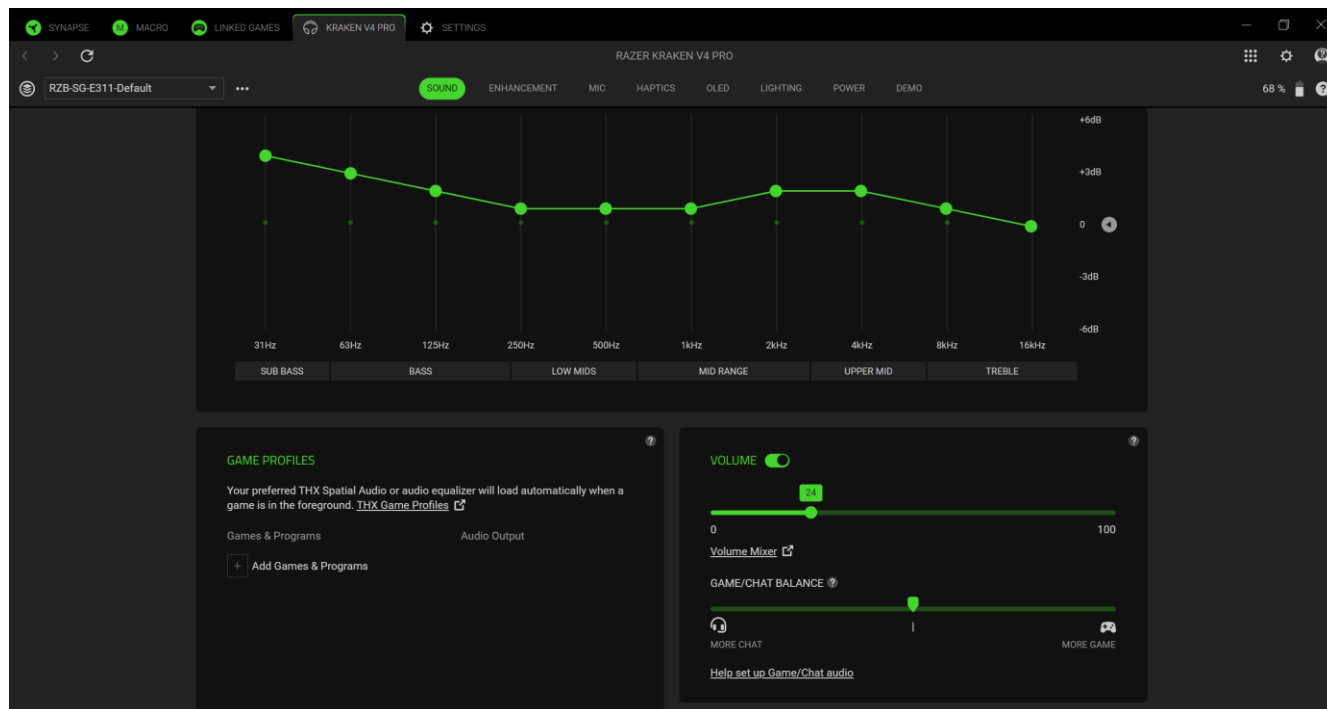 SYNAPSE
M MACRO
LINKED GAMES
KRAKEN V4 PRO
SETTINGS
RAZER KRAKEN V4 PRO
RZB-SG-E311-Default
SOUND
ENHANCEMENT
MIC
HAPTICS
OLED
LIGHTING
POWER
DEMO
68 %
?
+6dB
+3dB
0
-3dB
-6dB
31Hz 63Hz 125Hz 250Hz 500Hz 1kHz 2kHz 4kHz 8kHz 16kHz
SUB BASS BASS LOW MIDS MID RANGE UPPER MID TREBLE
?
GAME PROFILES
Your preferred THX Spatial Audio or audio equalizer will load automatically when a
game is in the foreground. THX Game Profiles
Games & Programs Audio Output
+ Add Games & Programs
?
VOLUME
24
0 100
Volume Mixer
GAME/CHAT BALANCE ?
MORE CHAT MORE GAME
Help set up Game/Chat audio